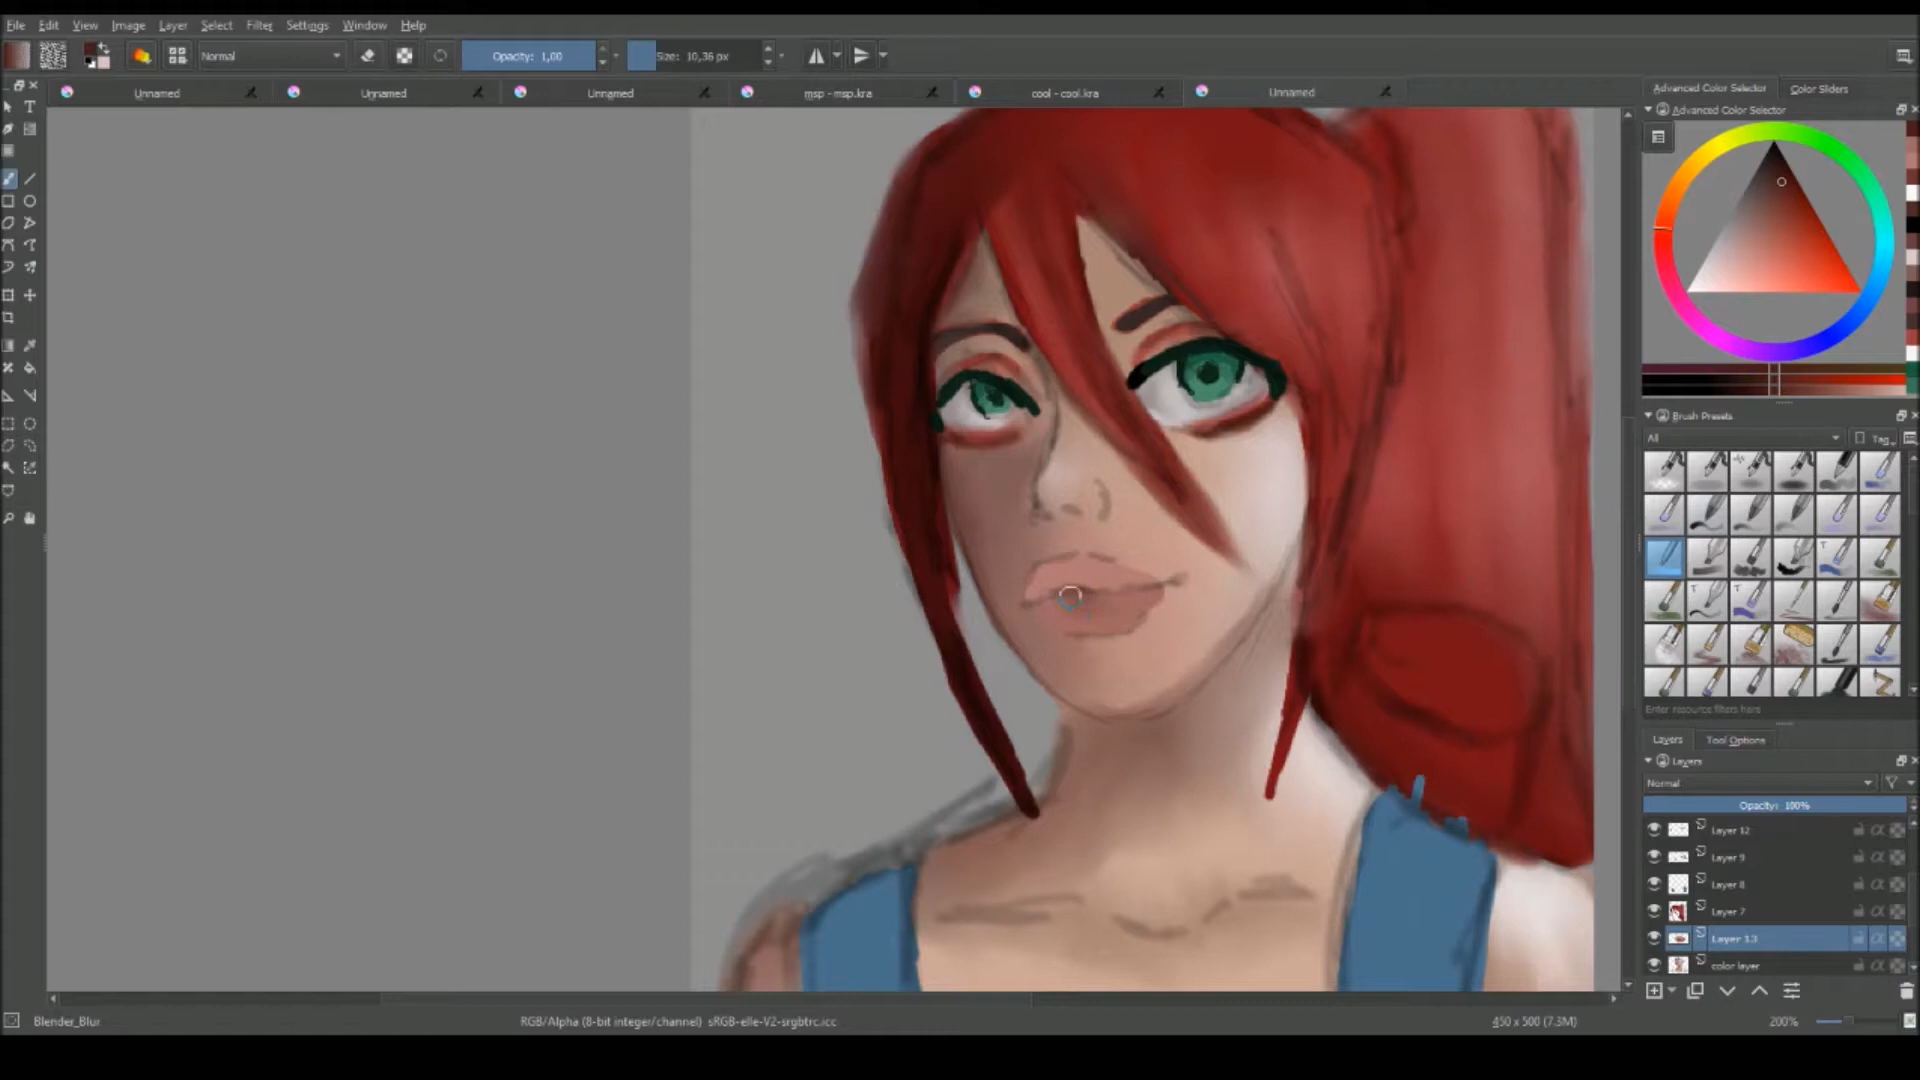 File Edit View Image Layer Select Filter Settings Window Help
Normal Opacity: 1,00 Size: 10,36 px
Unnamed Unnamed Unnamed msp - msp.kra cool - cool.kra Unnamed
Advanced Color Selector Color Sliders
Advanced Color Selector
Brush Presets
All Tag
Enter resource filters here
Layers Tool Options
Layers
Normal
Opacity: 100%
Layer 12
Layer 9
Layer 8
Layer 7
Layer 13
color layer
Blender_Blur RGB/Alpha (8-bit integer/channel) sRGB-elle-V2-srgbtrc.icc 450 x 500 (7.3M) 200%